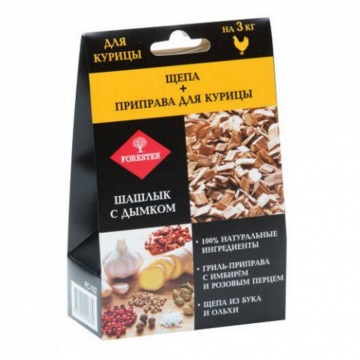 ДЛЯ
КУРИЦЫ
НА 3 КГ
ЩЕПА
+
ПРИПРАВА ДЛЯ КУРИЦЫ
FORESTER
ШАШЛЫК
С ДЫМКОМ
• 100% НАТУРАЛЬНЫЕ
ИНГРЕДИЕНТЫ
• ГРИЛЬ-ПРИПРАВА
С ИМБИРЁМ
И РОЗОВЫМ ПЕРЦЕМ
• ЩЕПА ИЗ БУКА
И ОЛЬХИ